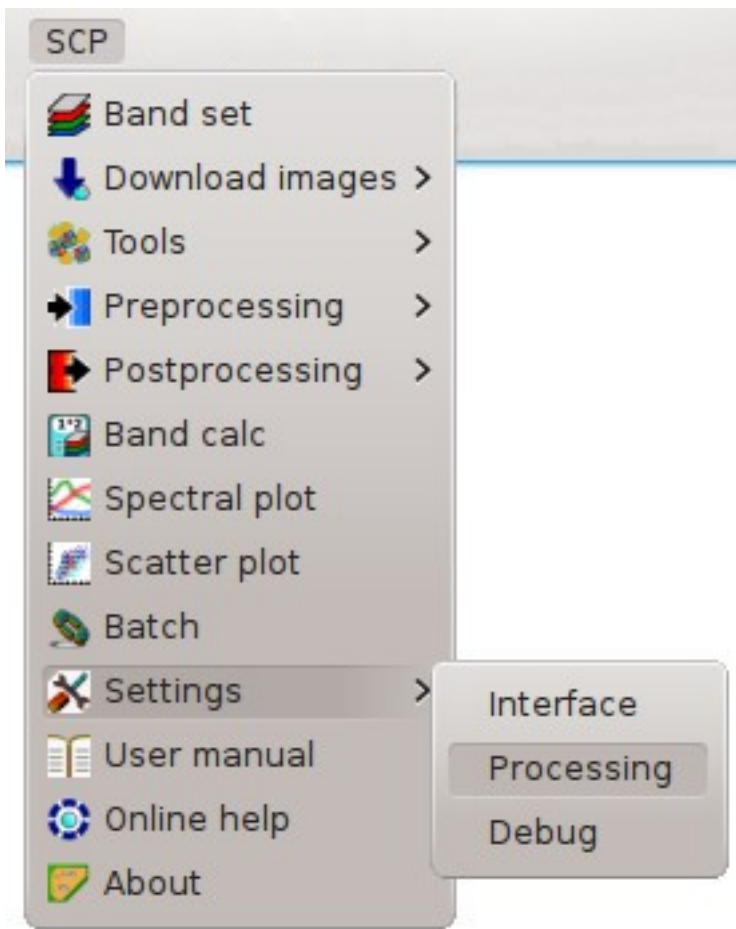 SCP
Band set
Download images
Tools
Preprocessing
Postprocessing
Band calc
Spectral plot
Scatter plot
Batch
Settings
Interface
Processing
Debug
User manual
Online help
About